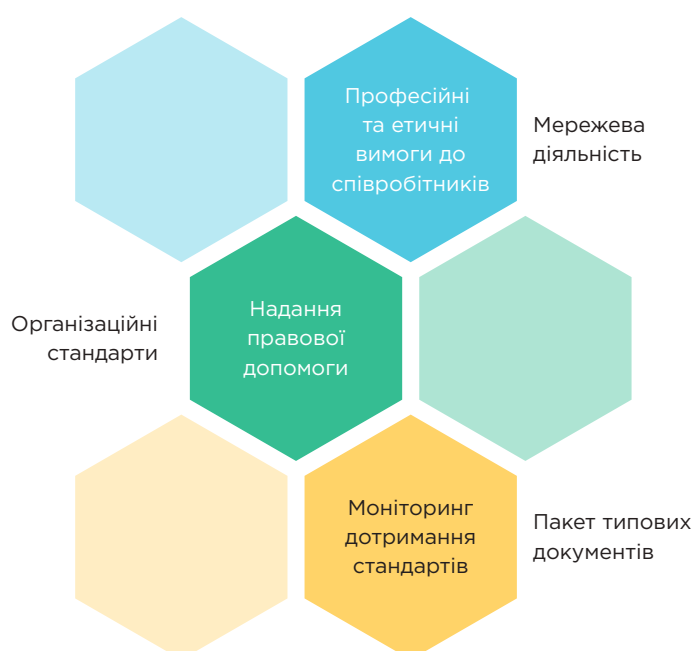 Професійні
та етичні
вимоги до
співробітників
Мережева
діяльність
Організаційні
стандарти
Надання
правової
допомоги
Моніторинг
дотримання
стандартів
Пакет типових
документів